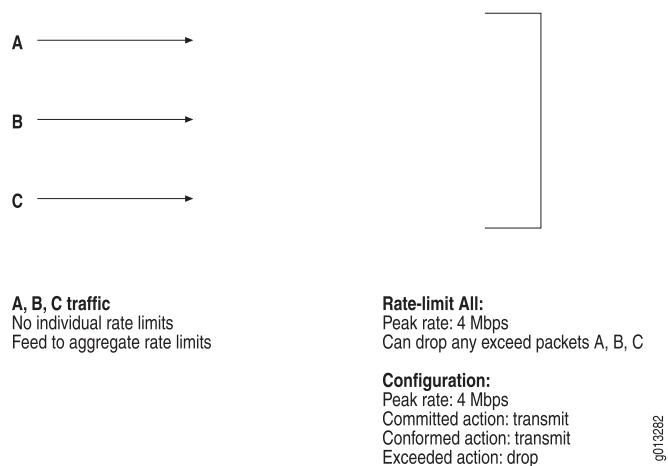 A
B
C
A, B, C traffic
No individual rate limits
Feed to aggregate rate limits
Rate-limit All:
Peak rate: 4 Mbps
Can drop any exceed packets A, B, C
Configuration:
Peak rate: 4 Mbps
Committed action: transmit
Conformed action: transmit
Exceeded action: drop
g013282